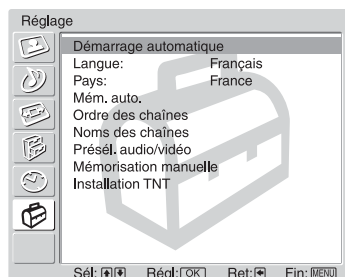 Réglage
Démarrage automatique
Langue: Français
Pays: France
Mém. auto.
Ordre des chaînes
Noms des chaînes
Présél. audio/vidéo
Mémorisation manuelle
Installation TNT
Sél: Régl: OK Ret: Fin: MENU